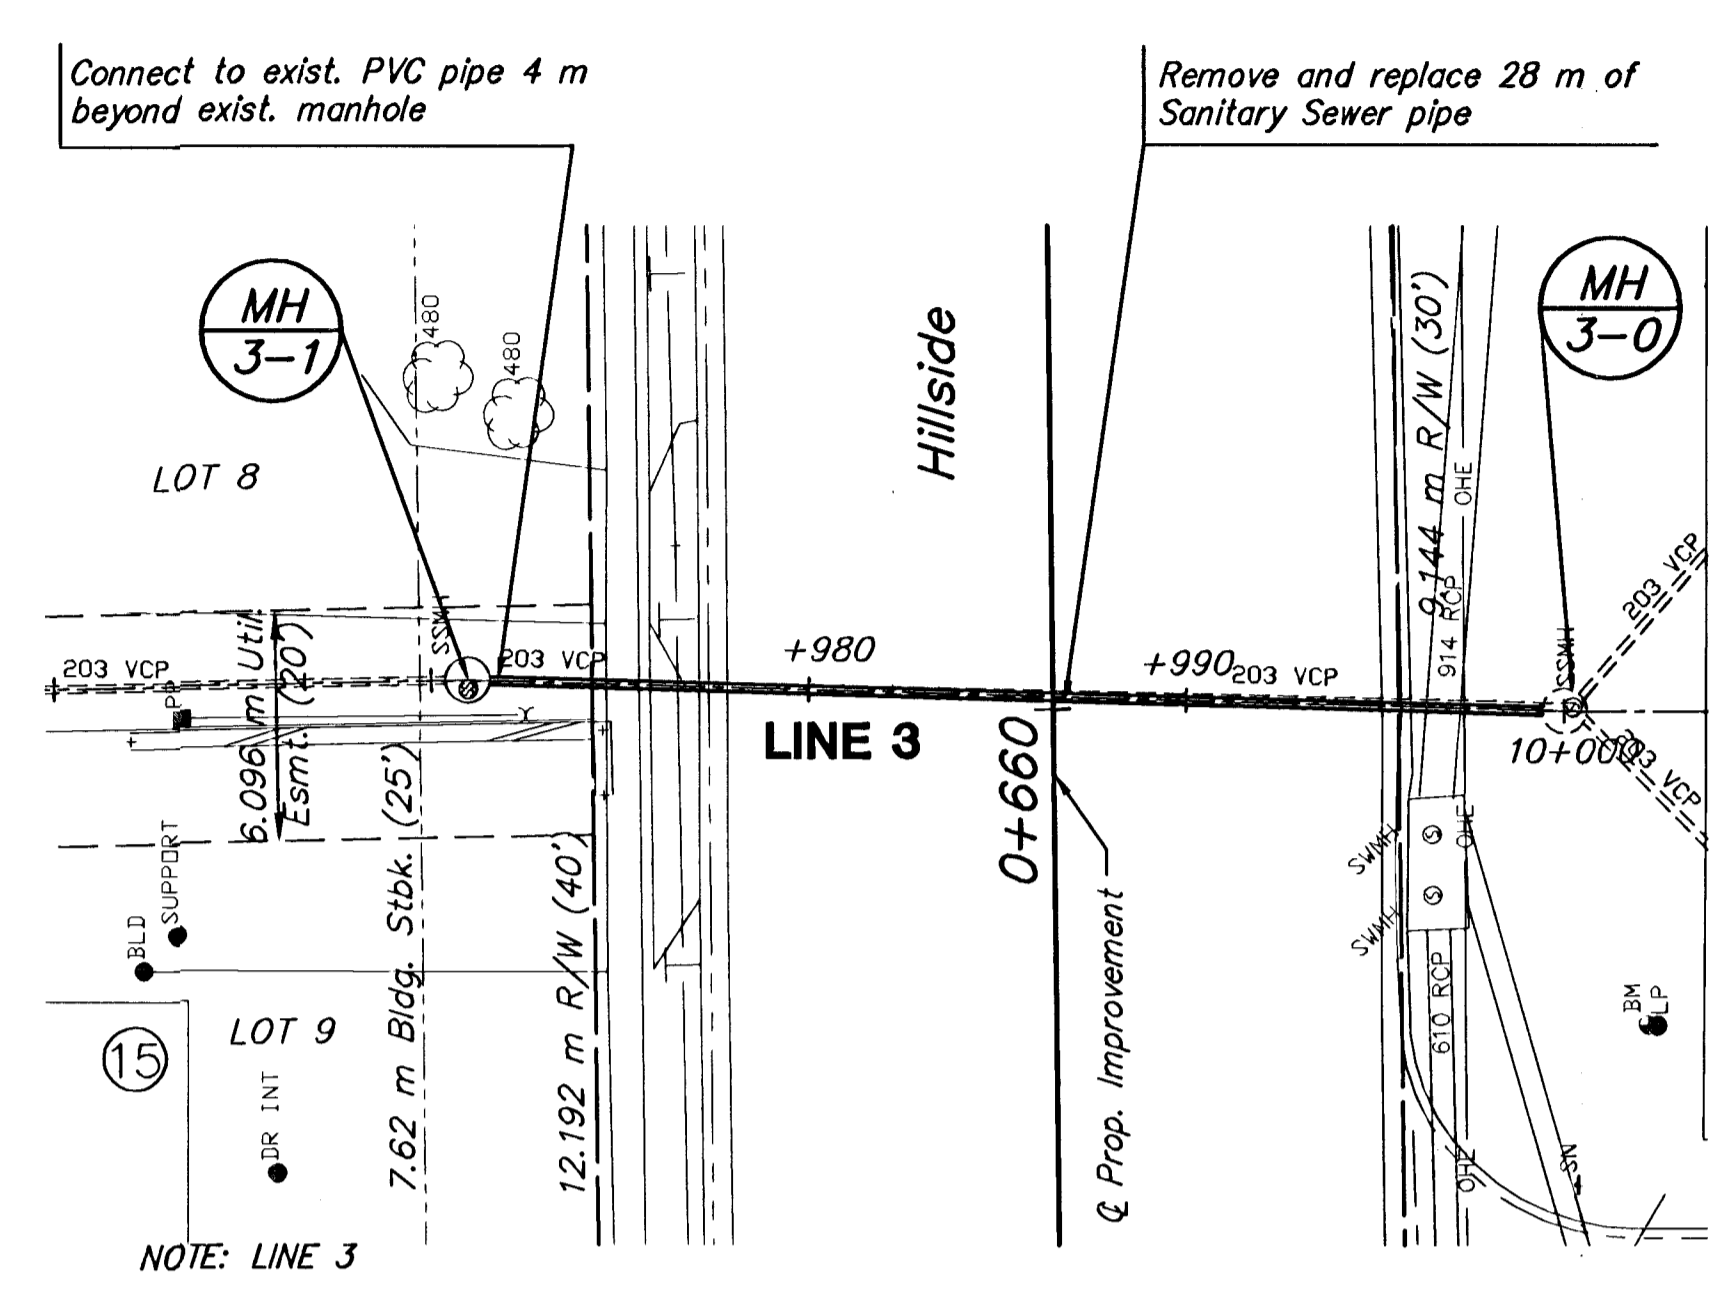 Connect to exist. PVC pipe 4 m
beyond exist. manhole
Remove and replace 28 m of
Sanitary Sewer pipe
MH
3-1
480
480
Hillside
9.144 m R/W (30')
OHE
MH
3-0
LOT 8
SSMH
203 VCP
203 VCP
+980
+990
203 VCP
914 RCP
SSMH
203 VCP
PP
6.096 m Util.
Esmt. (20')
LINE 3
0+660
10+000
203 VCP
SUPPORT
BLD
7.62 m Bldg. Stbk. (25')
12.192 m R/W (40')
℄ Prop. Improvement
SWMH
SWMH
S
S
OHE
610 RCP
BM
LP
15
LOT 9
DR INT
OHE
SN
NOTE: LINE 3